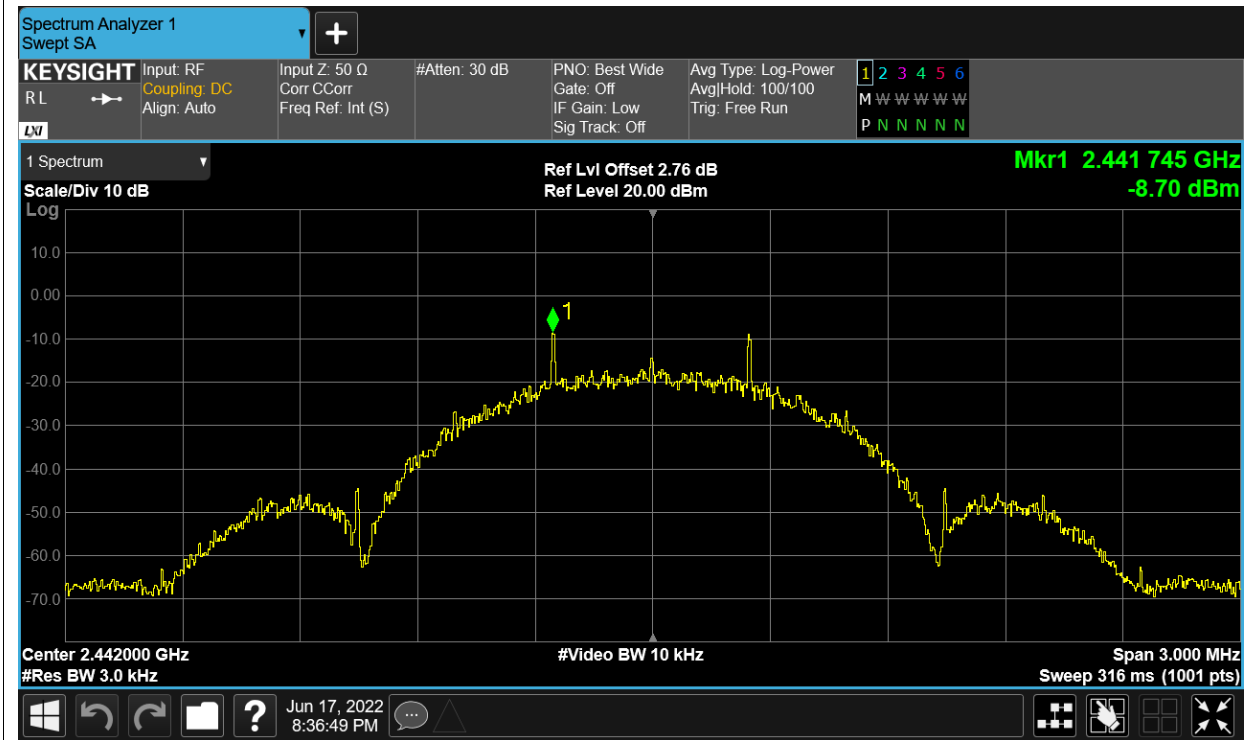 Spectrum Analyzer 1
Swept SA
KEYSIGHT
R L
LXI
Input: RF
Coupling: DC
Align: Auto
Input Z: 50 Ω
Corr CCorr
Freq Ref: Int (S)
#Atten: 30 dB
PNO: Best Wide
Gate: Off
IF Gain: Low
Sig Track: Off
Avg Type: Log-Power
Avg|Hold: 100/100
Trig: Free Run
1 2 3 4 5 6
M W W W W W
P N N N N N
1 Spectrum
Scale/Div 10 dB
Log
Ref Lvl Offset 2.76 dB
Ref Level 20.00 dBm
Mkr1 2.441 745 GHz
-8.70 dBm
10.0
0.00
1
-10.0
-20.0
-30.0
-40.0
-50.0
-60.0
-70.0
Center 2.442000 GHz
#Video BW 10 kHz
Span 3.000 MHz
#Res BW 3.0 kHz
Sweep 316 ms (1001 pts)
?
Jun 17, 2022
8:36:49 PM